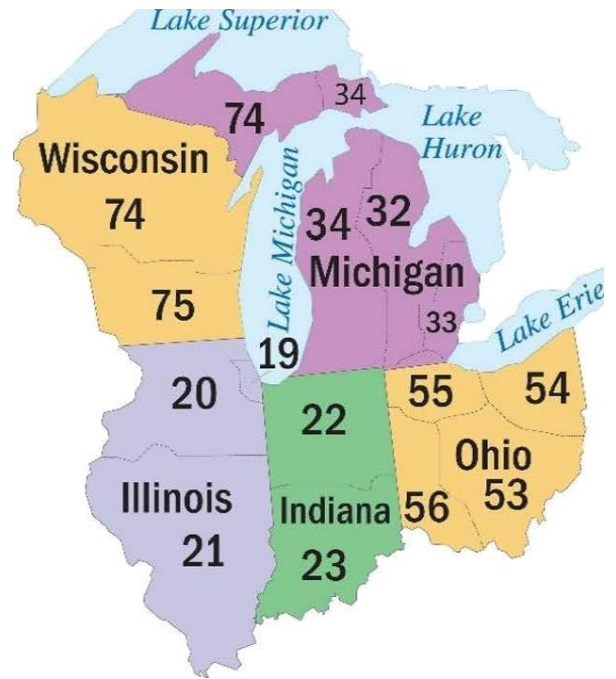 Lake Superior
34
74
Lake
Huron
Wisconsin
74
Lake Michigan
34
32
Michigan
75
33
Lake Erie
19
20
55
54
22
Ohio
53
Illinois
21
Indiana
56
23